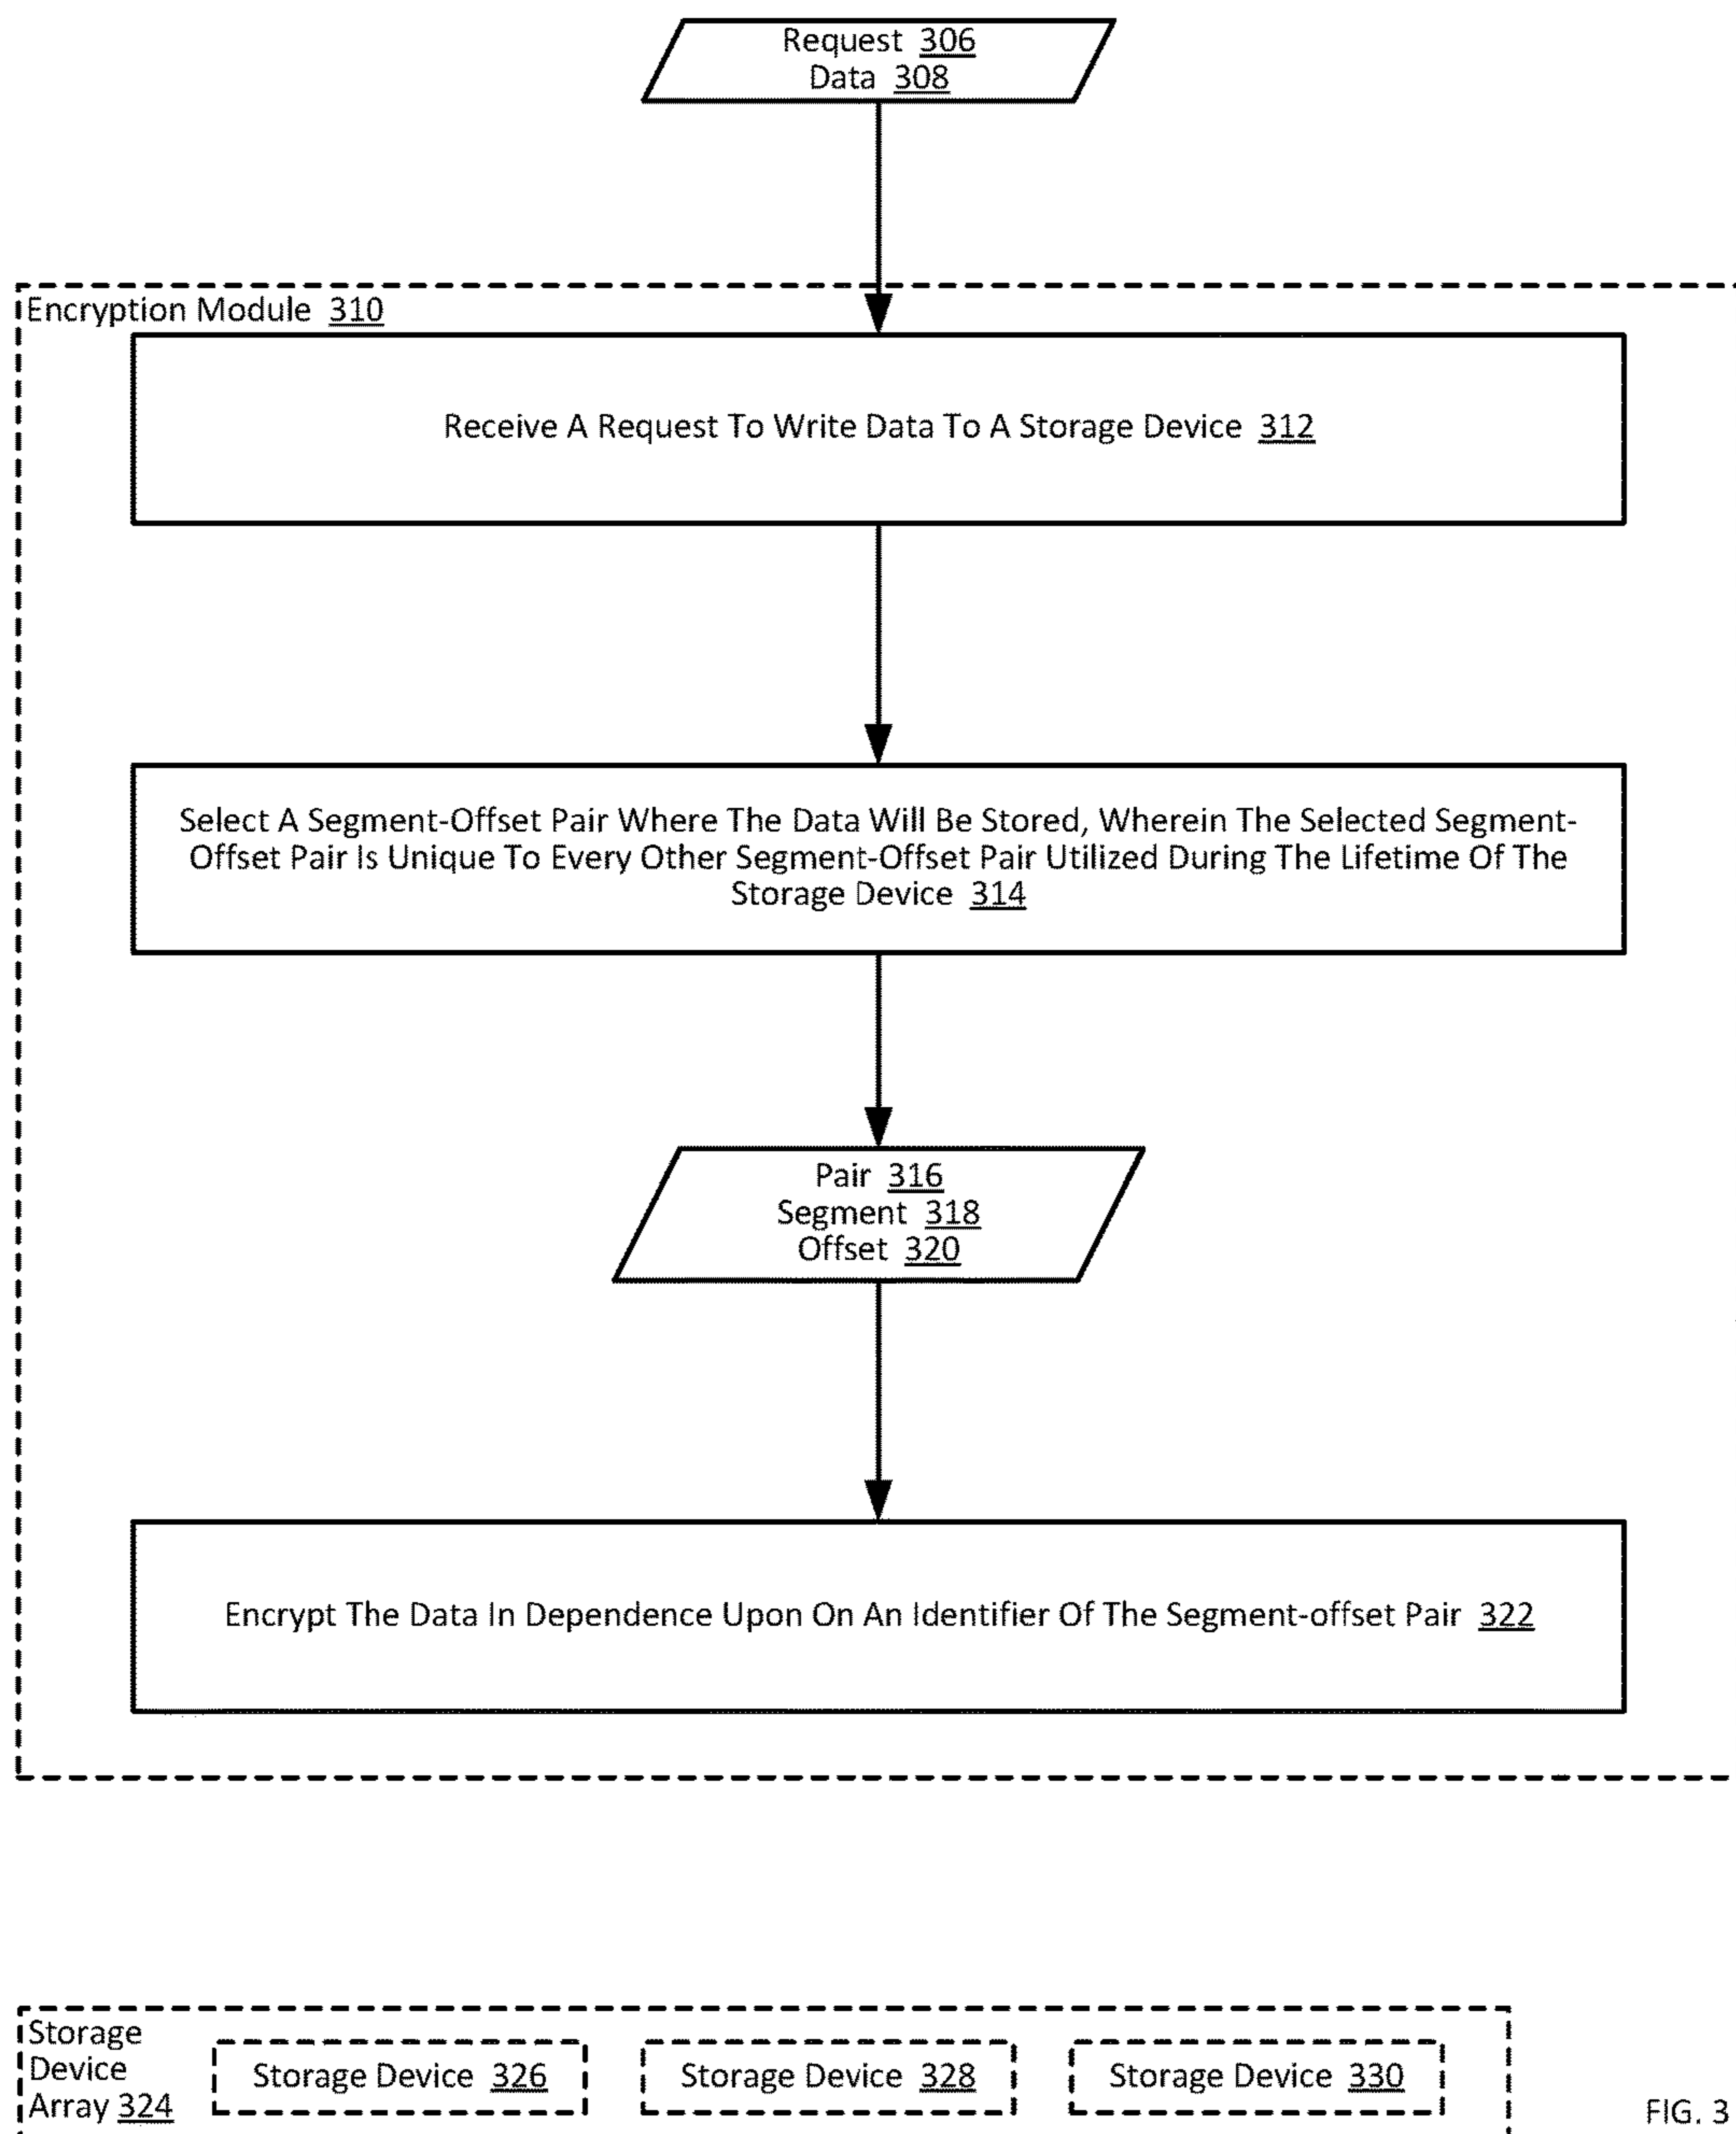 Request 306
Data 308
Encryption Module 310
Receive A Request To Write Data To A Storage Device 312
Select A Segment-Offset Pair Where The Data Will Be Stored, Wherein The Selected Segment-
Offset Pair Is Unique To Every Other Segment-Offset Pair Utilized During The Lifetime Of The
Storage Device 314
Pair 316
Segment 318
Offset 320
Encrypt The Data In Dependence Upon On An Identifier Of The Segment-offset Pair 322
Storage
Device
Array 324
Storage Device 326
Storage Device 328
Storage Device 330
FIG. 3